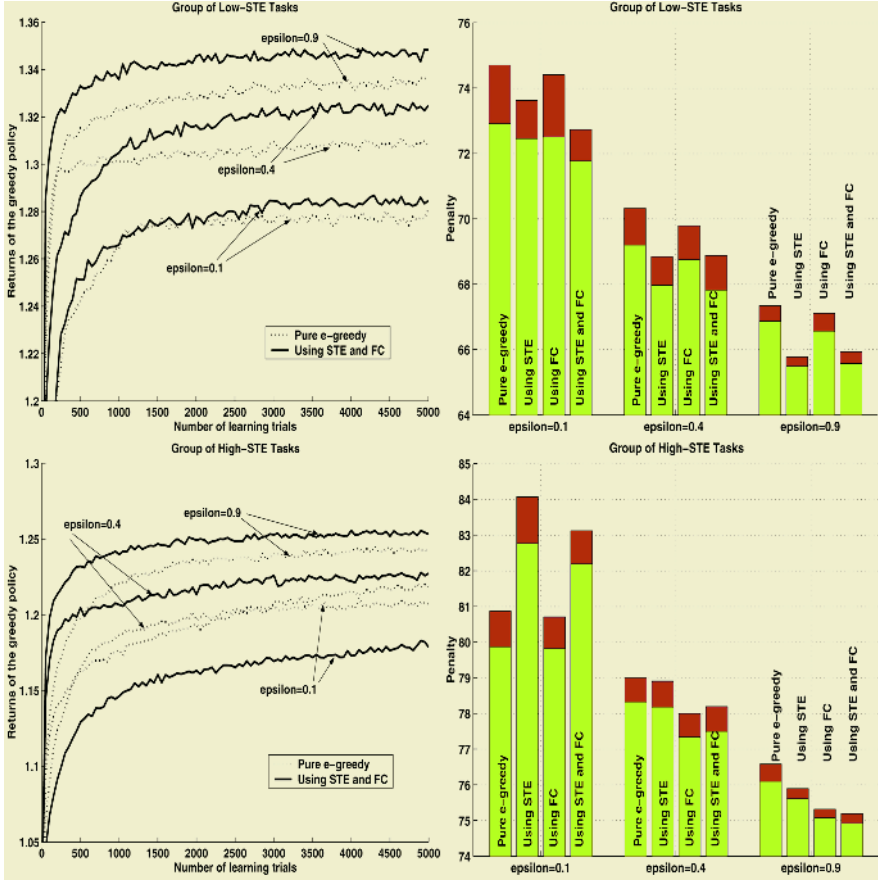 Group of Low-STE Tasks
Returns of the greedy policy
1.36
1.34
1.32
1.3
1.28
1.26
1.24
1.22
1.2
epsilon=0.9
epsilon=0.4
epsilon=0.1
Pure e-greedy
Using STE and FC
0 500 1000 1500 2000 2500 3000 3500 4000 4500 5000
Number of learning trials
Group of Low-STE Tasks
Penalty
76
74
72
70
68
66
64
Pure e-greedy
Using STE
Using FC
Using STE and FC
Pure e-greedy
Using STE
Using FC
Using STE and FC
Pure e-greedy
Using STE
Using FC
Using STE and FC
epsilon=0.1 epsilon=0.4 epsilon=0.9
Group of High-STE Tasks
Returns of the greedy policy
1.3
1.25
1.2
1.15
1.1
1.05
epsilon=0.4
epsilon=0.9
epsilon=0.1
Pure e-greedy
Using STE and FC
0 500 1000 1500 2000 2500 3000 3500 4000 4500 5000
Number of learning trials
Group of High-STE Tasks
Penalty
85
84
83
82
81
80
79
78
77
76
75
74
Pure e-greedy
Using STE
Using FC
Using STE and FC
Pure e-greedy
Using STE
Using FC
Using STE and FC
Pure e-greedy
Using STE
Using FC
Using STE and FC
epsilon=0.1 epsilon=0.4 epsilon=0.9